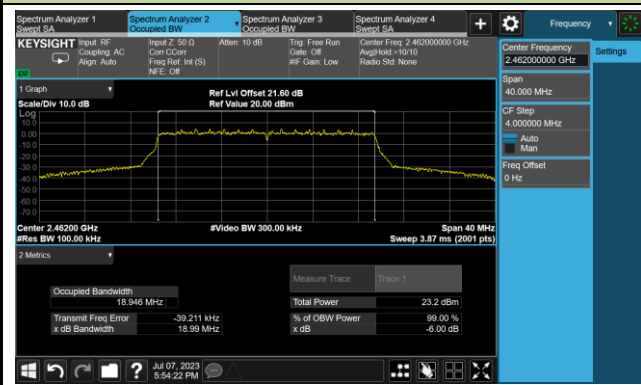 Spectrum Analyzer 1
Swept SA
Spectrum Analyzer 2
Occupied BW
Spectrum Analyzer 3
Occupied BW
Spectrum Analyzer 4
Swept SA
+
Frequency
KEYSIGHT
Input: RF
Coupling: AC
Align: Auto
Input Z: 50 Ω
Corr CCorr
Freq Ref: Int (S)
NFE: Off
Atten: 10 dB
Trig: Free Run
Gate: Off
#IF Gain: Low
Center Freq: 2.462000000 GHz
Avg|Hold:>10/10
Radio Std: None
Center Frequency
2.462000000 GHz
Settings
Span
40.000 MHz
CF Step
4.000000 MHz
Auto
Man
Freq Offset
0 Hz
1 Graph
Scale/Div 10.0 dB
Ref Lvl Offset 21.60 dB
Ref Value 20.00 dBm
Log
10.0
0.00
-10.0
-20.0
-30.0
-40.0
-50.0
-60.0
-70.0
Center 2.46200 GHz
#Res BW 100.00 kHz
#Video BW 300.00 kHz
Span 40 MHz
Sweep 3.87 ms (2001 pts)
2 Metrics
Measure Trace
Trace 1
Occupied Bandwidth
18.946 MHz
Total Power
23.2 dBm
Transmit Freq Error
-39.211 kHz
% of OBW Power
99.00 %
x dB Bandwidth
18.99 MHz
x dB
-6.00 dB
?
Jul 07, 2023
5:54:22 PM